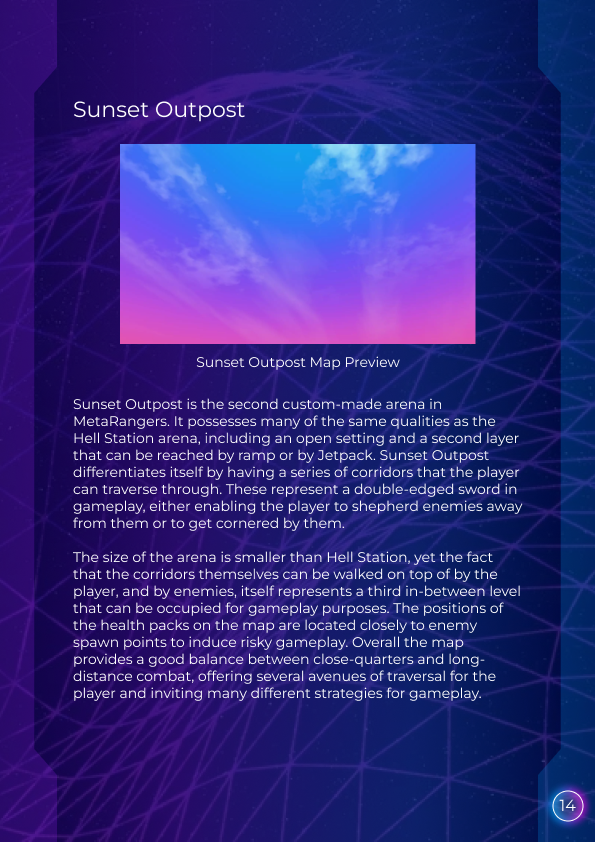 Sunset Outpost
Sunset Outpost Map Preview
Sunset Outpost is the second custom-made arena in
MetaRangers. It possesses many of the same qualities as the
Hell Station arena, including an open setting and a second layer
that can be reached by ramp or by Jetpack. Sunset Outpost
differentiates itself by having a series of corridors that the player
can traverse through. These represent a double-edged sword in
gameplay, either enabling the player to shepherd enemies away
from them or to get cornered by them.
The size of the arena is smaller than Hell Station, yet the fact
that the corridors themselves can be walked on top of by the
player, and by enemies, itself represents a third in-between level
that can be occupied for gameplay purposes. The positions of
the health packs on the map are located closely to enemy
spawn points to induce risky gameplay. Overall the map
provides a good balance between close-quarters and long-
distance combat, offering several avenues of traversal for the
player and inviting many different strategies for gameplay.
14